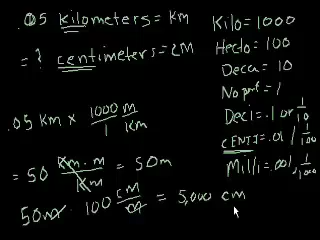 .05 kilometers = km
= ? centimeters = cm
.05 km × 1000/1 m/km
= 50 km · m / km = 50m
50m · 100 cm/m = 5,000 cm
Kilo = 1000
Hecto = 100
Deca = 10
No pref = 1
Deci = .1 or 1/10
CENTI = .01 / 1/100
Milli = .001, 1/1000